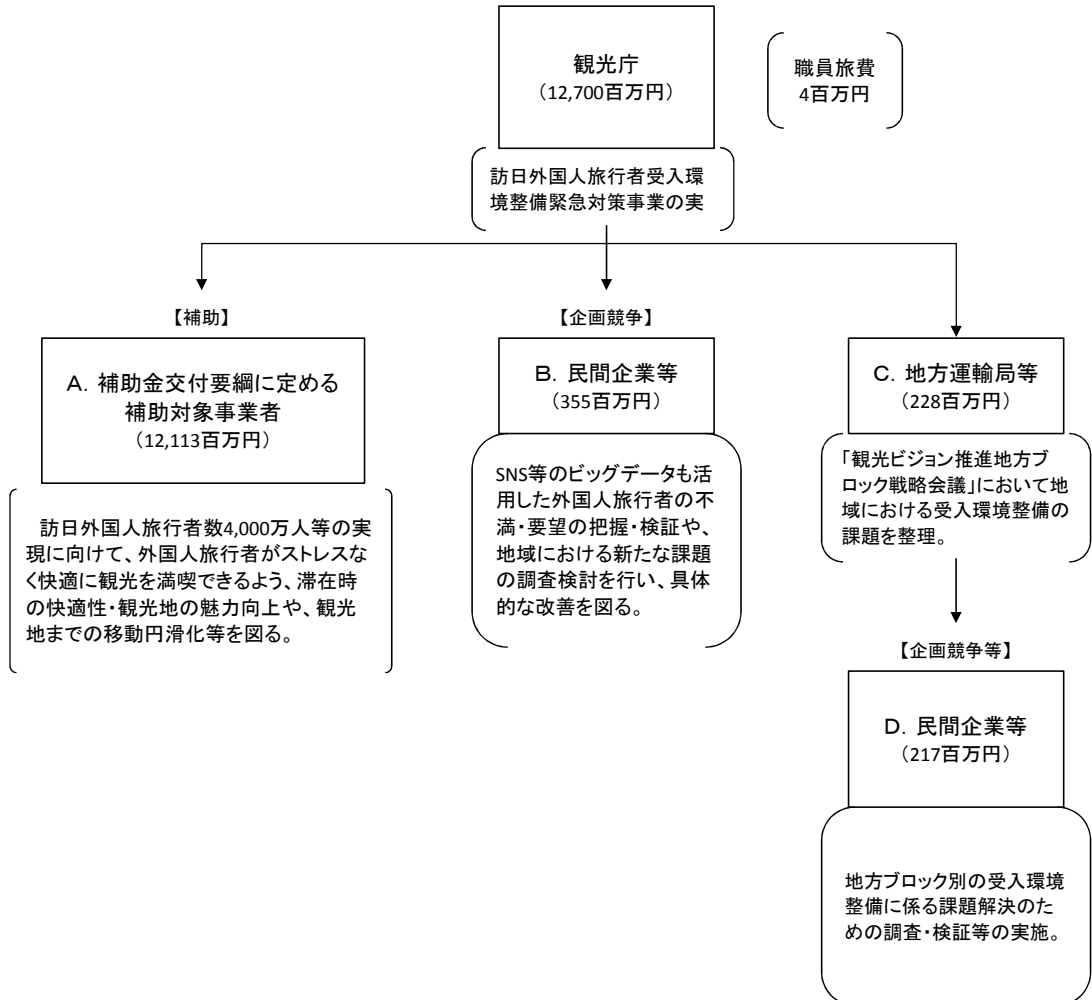 観光庁
（12,700百万円）
職員旅費
4百万円
訪日外国人旅行者受入環
境整備緊急対策事業の実
【補助】
A．補助金交付要綱に定める
補助対象事業者
（12,113百万円）
訪日外国人旅行者数4,000万人等の実
現に向けて、外国人旅行者がストレスな
く快適に観光を満喫できるよう、滞在時
の快適性・観光地の魅力向上や、観光
地までの移動円滑化等を図る。
【企画競争】
B．民間企業等
（355百万円）
SNS等のビッグデータも活
用した外国人旅行者の不
満・要望の把握・検証や、
地域における新たな課題
の調査検討を行い、具体
的な改善を図る。
C．地方運輸局等
（228百万円）
「観光ビジョン推進地方ブ
ロック戦略会議」において地
域における受入環境整備の
課題を整理。
【企画競争等】
D．民間企業等
（217百万円）
地方ブロック別の受入環境
整備に係る課題解決のた
めの調査・検証等の実施。